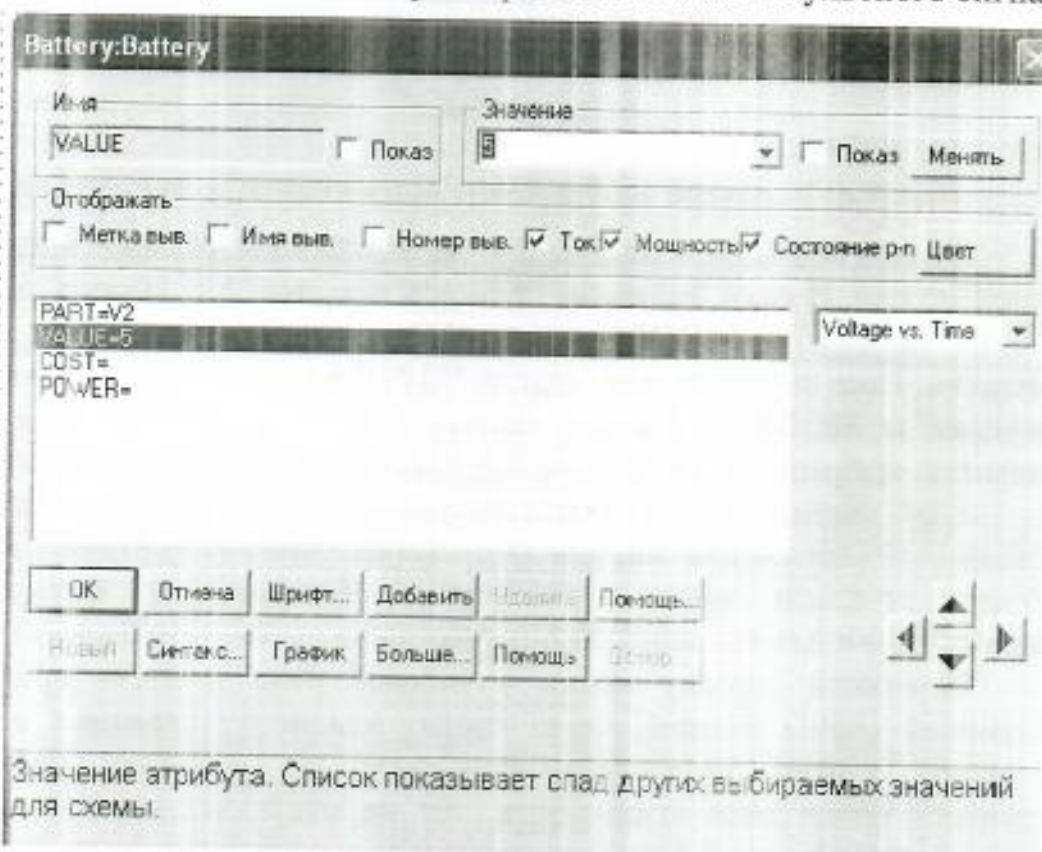 Battery:Battery
Имя
Значение
VALUE
Показ
5
Показ
Менять
Отображать
Метка выв.
Имя выв.
Номер выв.
Ток
Мощность
Состояние p-n
Цвет
PART=V2
VALUE=5
COST=
POWER=
Voltage vs. Time
OK
Отмена
Шрифт...
Добавить
Удалить
Помощь...
Новый
Синтакс...
График
Больше...
Помощь
Значение атрибута. Список показывает спад других выбираемых значений
для схемы.